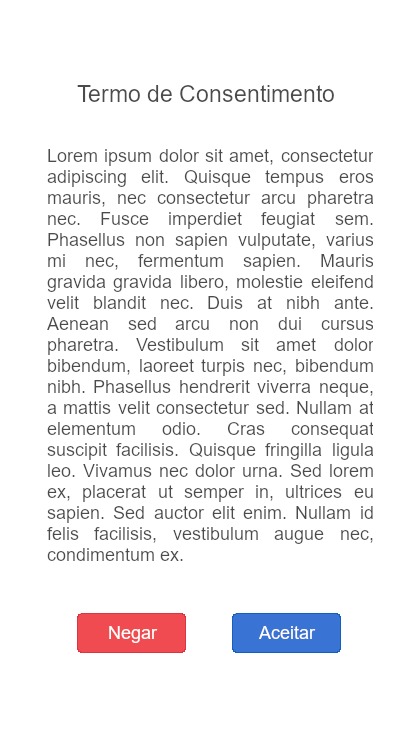 Termo de Consentimento
Lorem ipsum dolor sit amet, consectetur
adipiscing elit. Quisque tempus eros
mauris, nec consectetur arcu pharetra
nec. Fusce imperdiet feugiat sem.
Phasellus non sapien vulputate, varius
mi nec, fermentum sapien. Mauris
gravida gravida libero, molestie eleifend
velit blandit nec. Duis at nibh ante.
Aenean sed arcu non dui cursus
pharetra. Vestibulum sit amet dolor
bibendum, laoreet turpis nec, bibendum
nibh. Phasellus hendrerit viverra neque,
a mattis velit consectetur sed. Nullam at
elementum odio. Cras consequat
suscipit facilisis. Quisque fringilla ligula
leo. Vivamus nec dolor urna. Sed lorem
ex, placerat ut semper in, ultrices eu
sapien. Sed auctor elit enim. Nullam id
felis facilisis, vestibulum augue nec,
condimentum ex.
Negar Aceitar